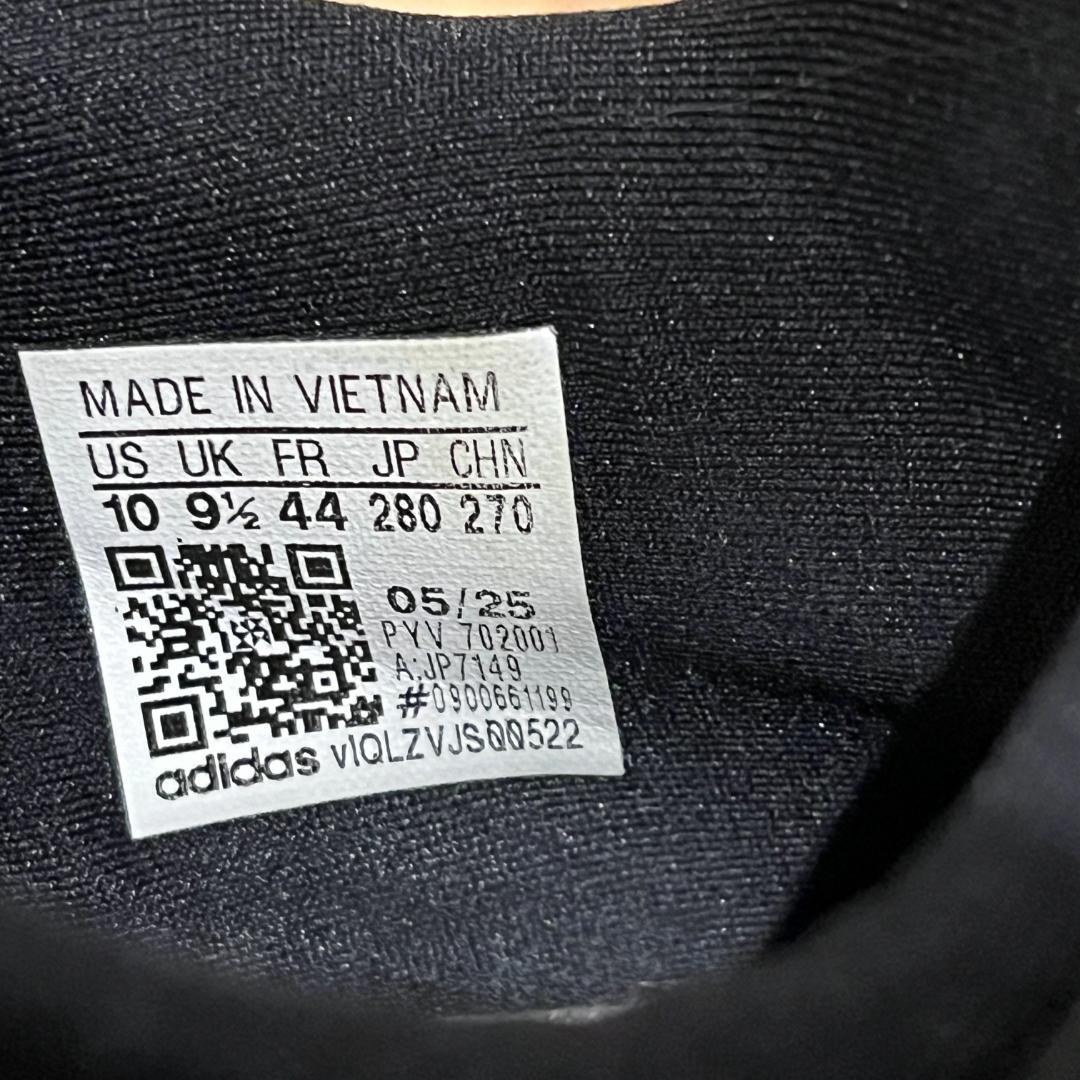 MADE IN VIETNAM
US UK FR JP CHN
10 9½ 44 280 270
05/25
PYV 702001
A:JP7149
#0900661199
adidas vIQLZVJSQ0522